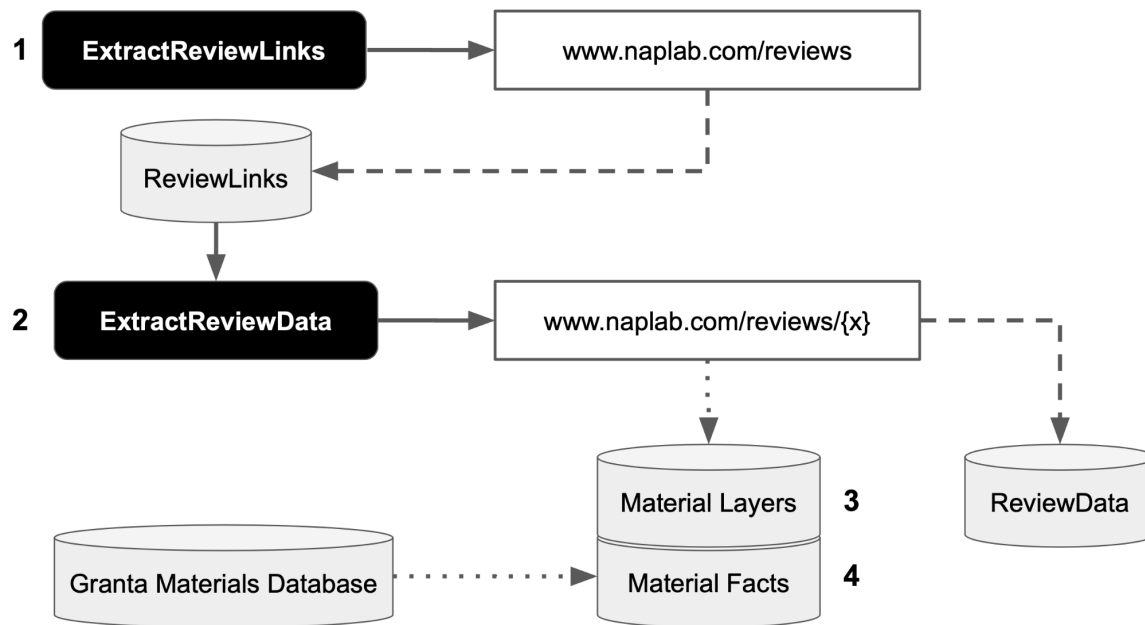 1
ExtractReviewLinks
www.naplab.com/reviews
ReviewLinks
2
ExtractReviewData
www.naplab.com/reviews/{x}
Material Layers
3
ReviewData
Granta Materials Database
Material Facts
4